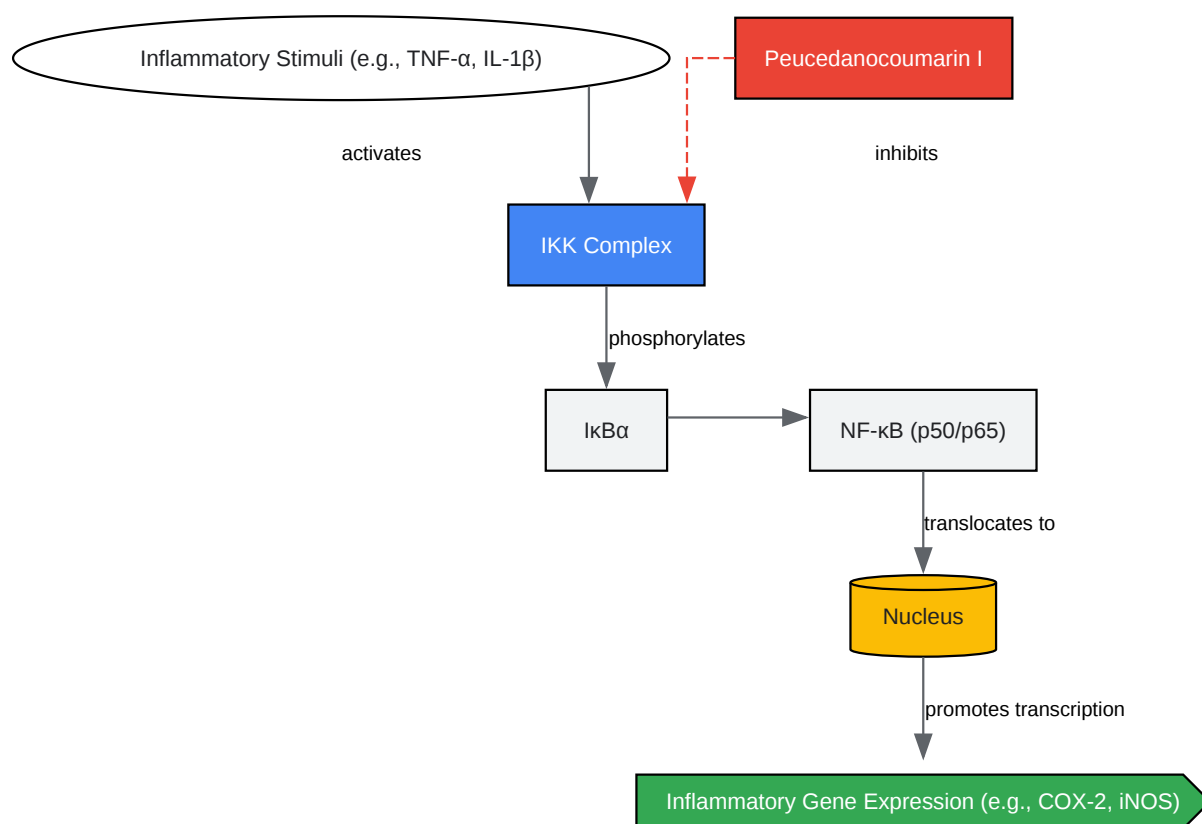 Inflammatory Stimuli (e.g., TNF-α, IL-1β)
Peucedanocoumarin I
activates
inhibits
IKK Complex
phosphorylates
IκBα
NF-κB (p50/p65)
translocates to
Nucleus
promotes transcription
Inflammatory Gene Expression (e.g., COX-2, iNOS)